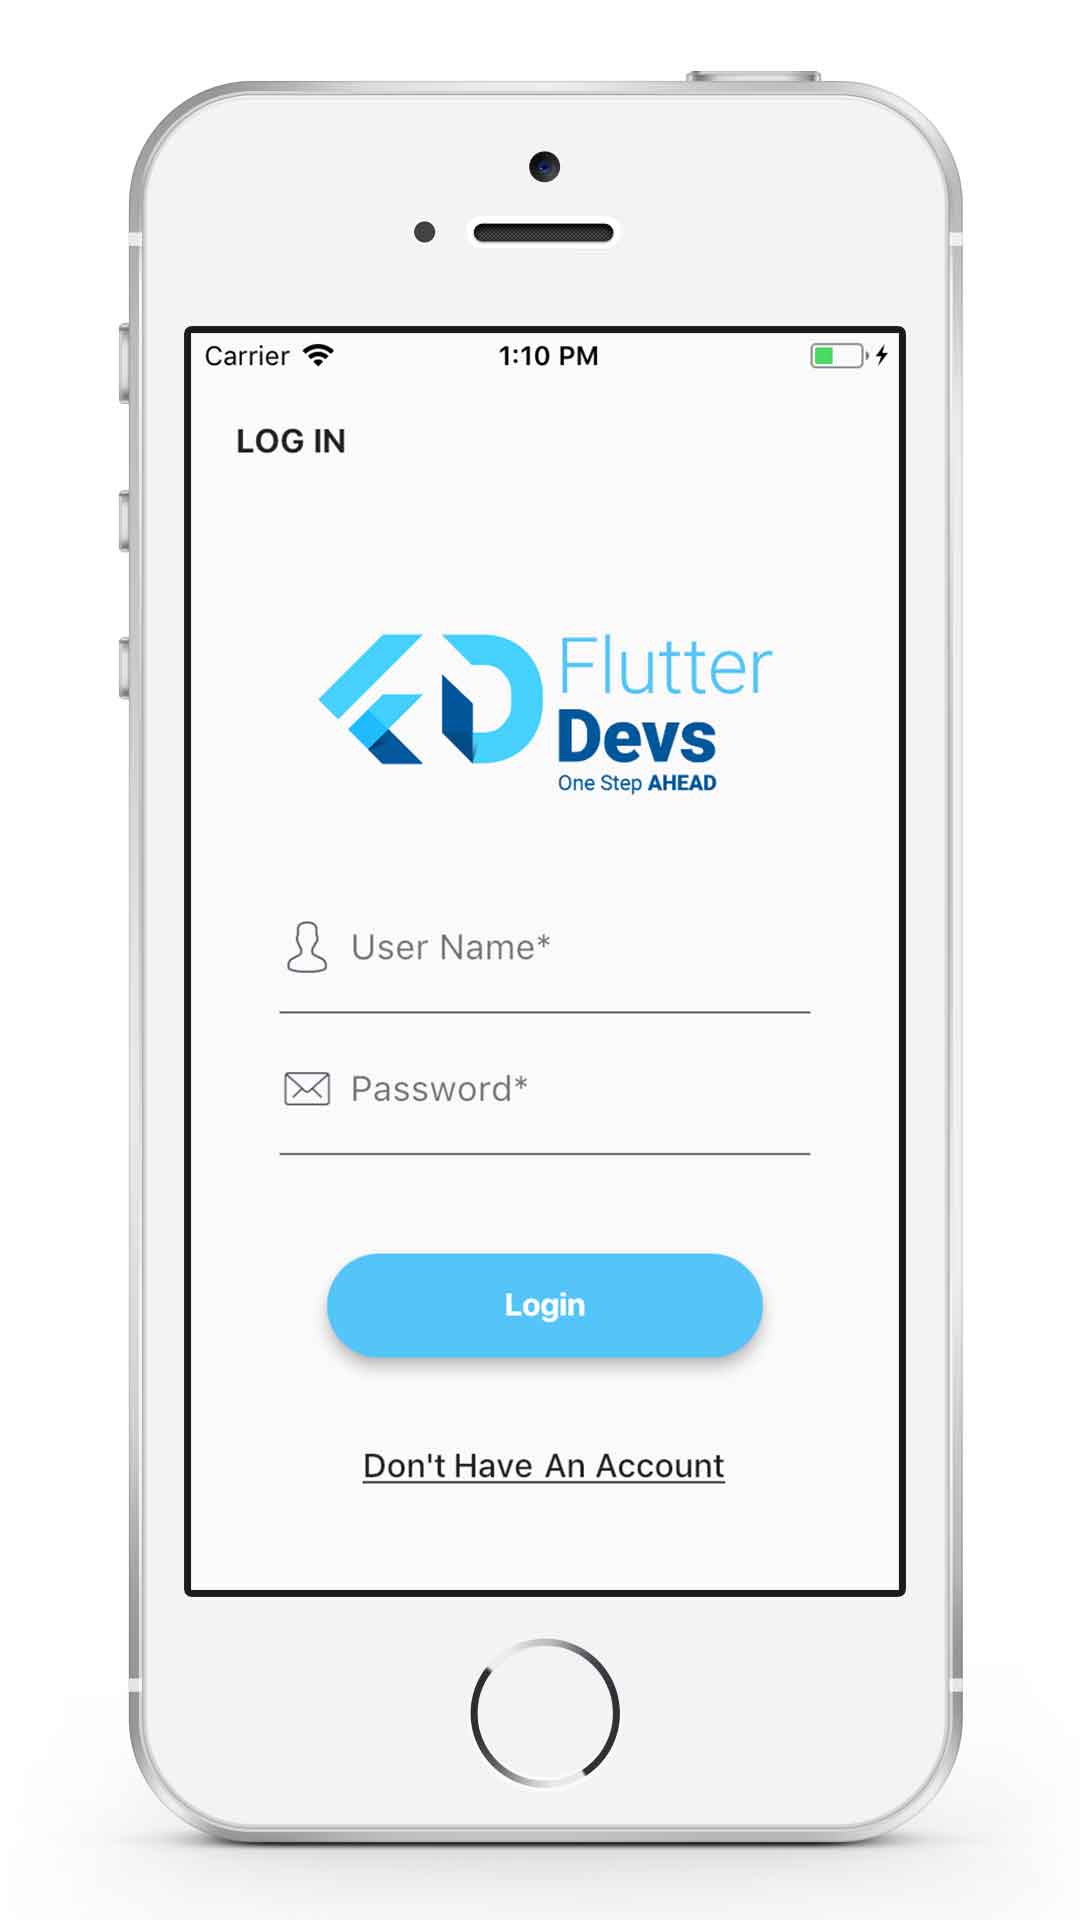 Carrier 1:10 PM
LOG IN
Flutter
Devs
One Step AHEAD
User Name*
Password*
Login
Don't Have An Account